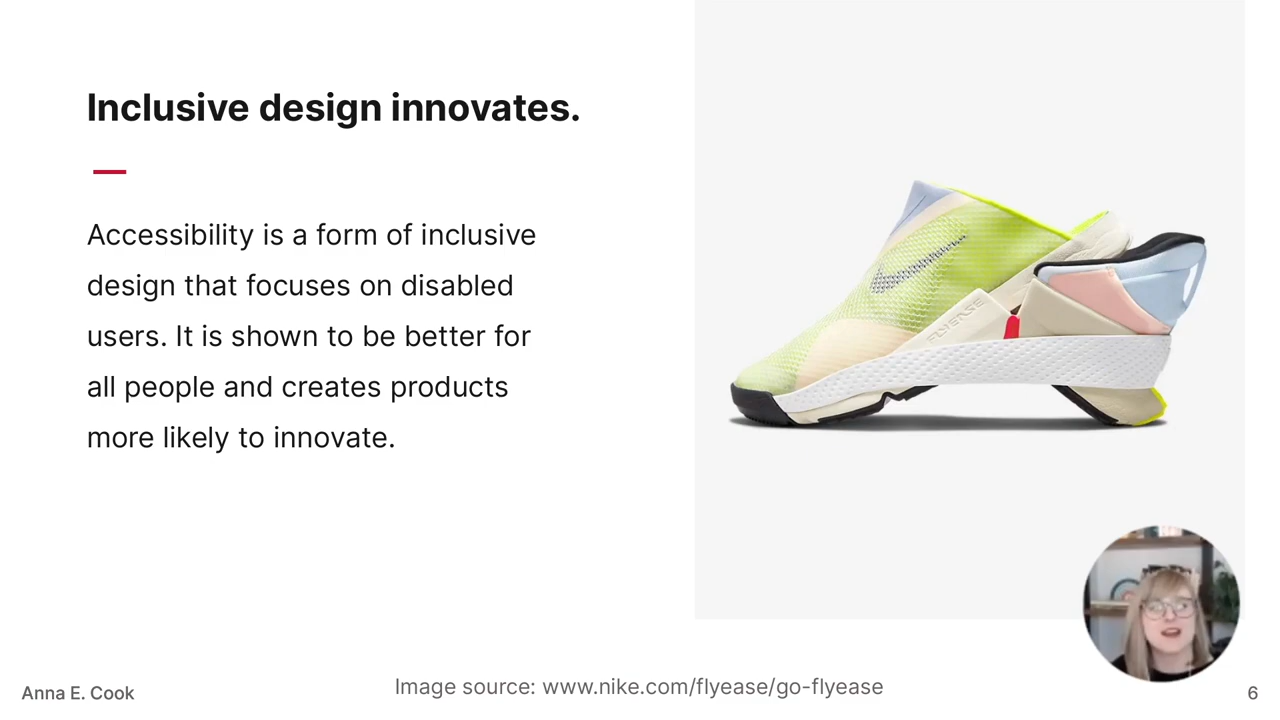 Inclusive design innovates.
Accessibility is a form of inclusive
design that focuses on disabled
users. It is shown to be better for
all people and creates products
more likely to innovate.
FLYEASE
Anna E. Cook
Image source: www.nike.com/flyease/go-flyease
6